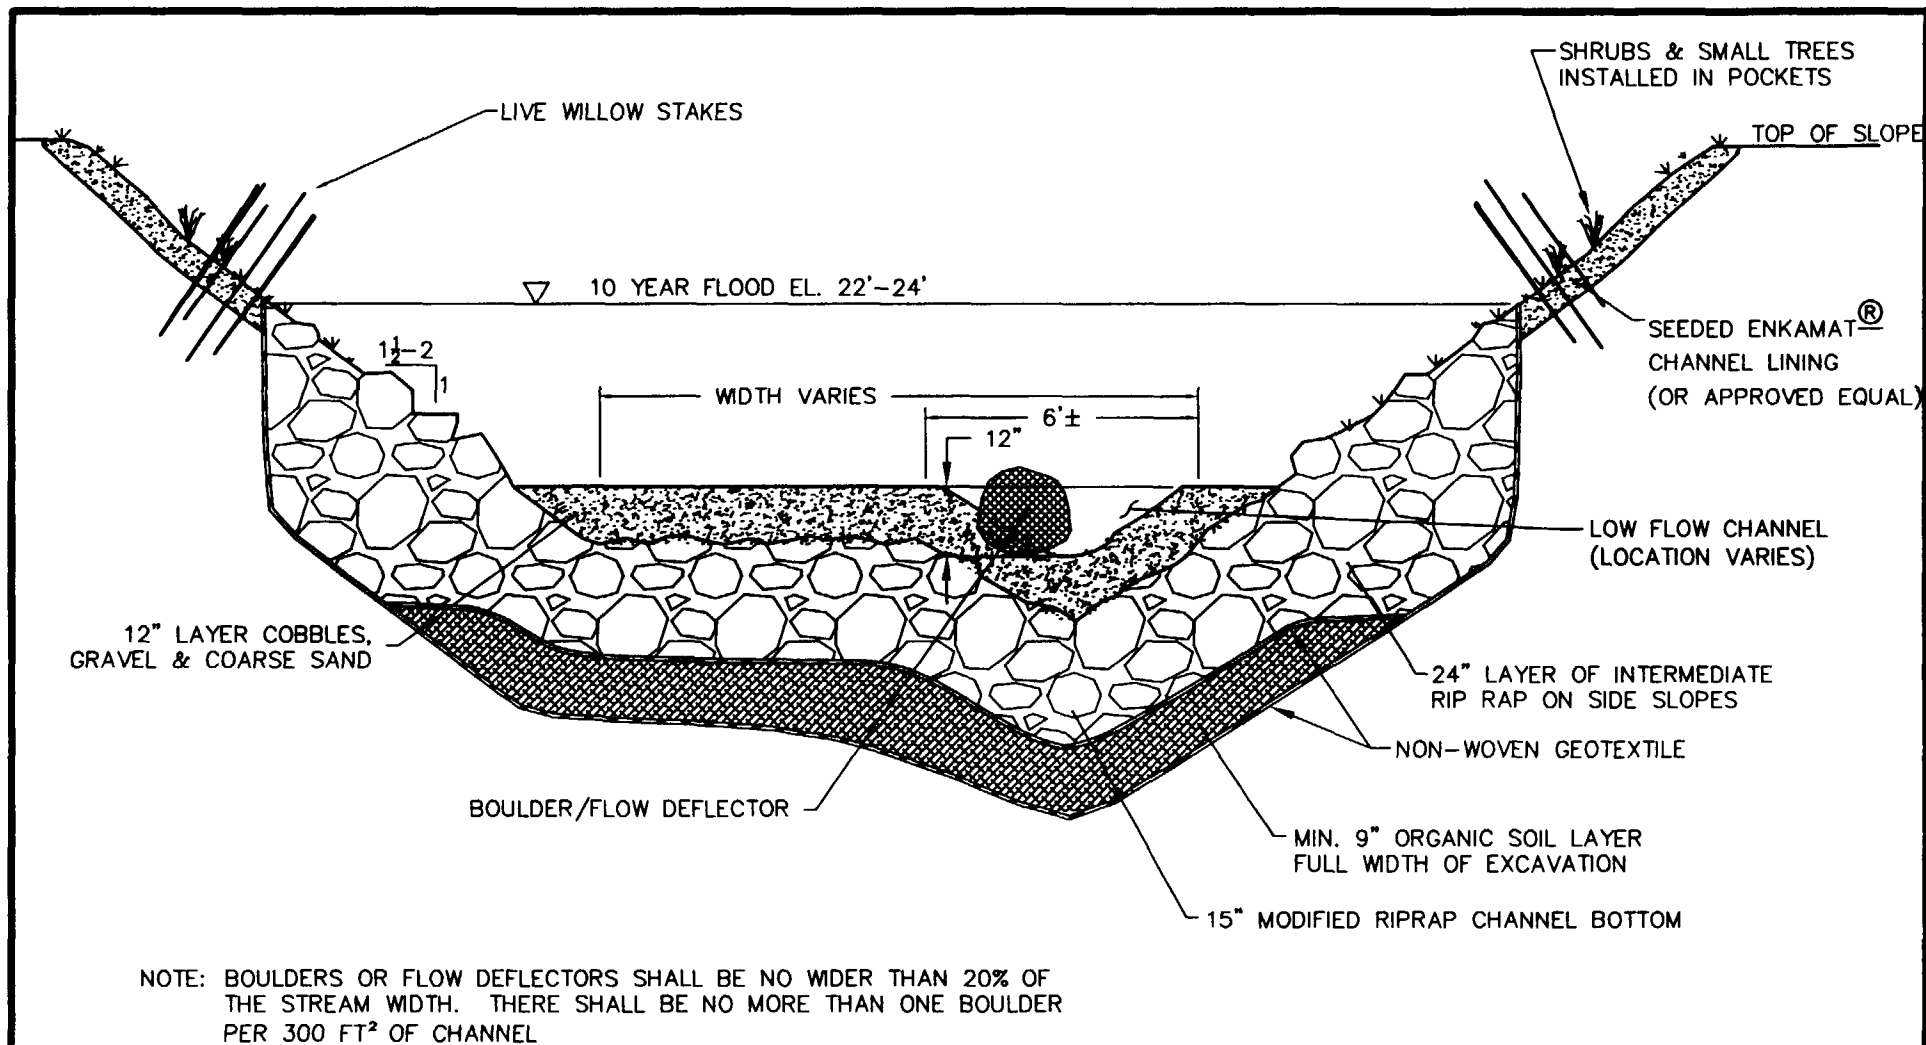 SHRUBS & SMALL TREES
INSTALLED IN POCKETS
LIVE WILLOW STAKES
TOP OF SLOPE
10 YEAR FLOOD EL. 22'-24'
SEEDED ENKAMAT®
CHANNEL LINING
(OR APPROVED EQUAL)
1½-2
1
WIDTH VARIES
6'±
12"
LOW FLOW CHANNEL
(LOCATION VARIES)
12" LAYER COBBLES,
GRAVEL & COARSE SAND
24" LAYER OF INTERMEDIATE
RIP RAP ON SIDE SLOPES
NON-WOVEN GEOTEXTILE
BOULDER/FLOW DEFLECTOR
MIN. 9" ORGANIC SOIL LAYER
FULL WIDTH OF EXCAVATION
15" MODIFIED RIPRAP CHANNEL BOTTOM
NOTE: BOULDERS OR FLOW DEFLECTORS SHALL BE NO WIDER THAN 20% OF
THE STREAM WIDTH. THERE SHALL BE NO MORE THAN ONE BOULDER
PER 300 FT² OF CHANNEL